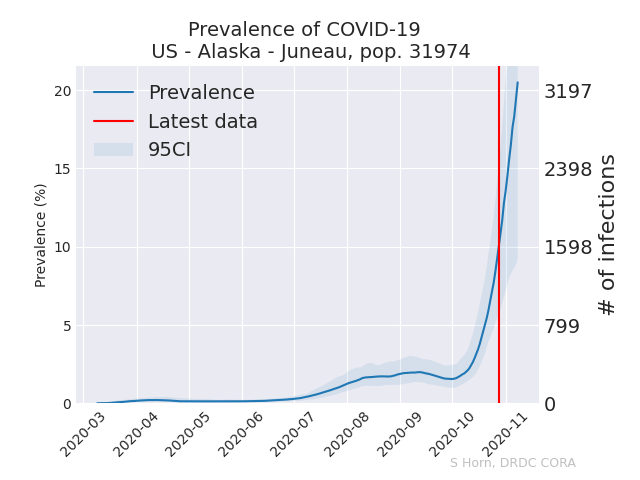 Prevalence of COVID-19
US - Alaska - Juneau, pop. 31974
Prevalence
Latest data
95CI
Prevalence (%)
20
15
10
5
0
3197
2398
1598
799
0
# of infections
2020-03
2020-04
2020-05
2020-06
2020-07
2020-08
2020-09
2020-10
2020-11
S Horn, DRDC CORA